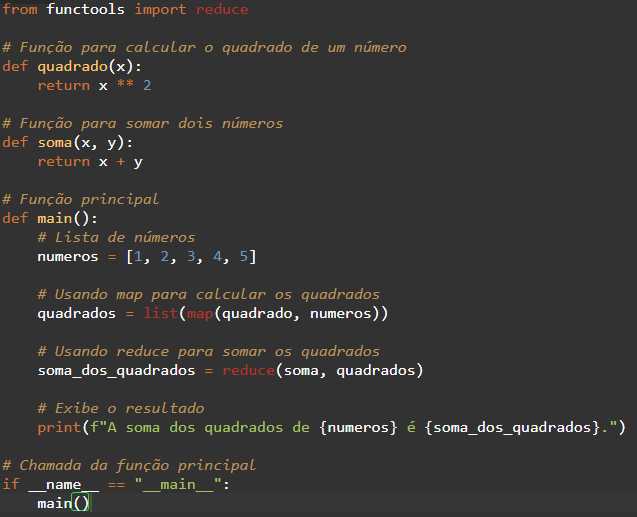 from functools import reduce
# Função para calcular o quadrado de um número
def quadrado(x):
    return x ** 2
# Função para somar dois números
def soma(x, y):
    return x + y
# Função principal
def main():
    # Lista de números
    numeros = [1, 2, 3, 4, 5]
    # Usando map para calcular os quadrados
    quadrados = list(map(quadrado, numeros))
    # Usando reduce para somar os quadrados
    soma_dos_quadrados = reduce(soma, quadrados)
    # Exibe o resultado
    print(f"A soma dos quadrados de {numeros} é {soma_dos_quadrados}.")
# Chamada da função principal
if __name__ == "__main__":
    main()